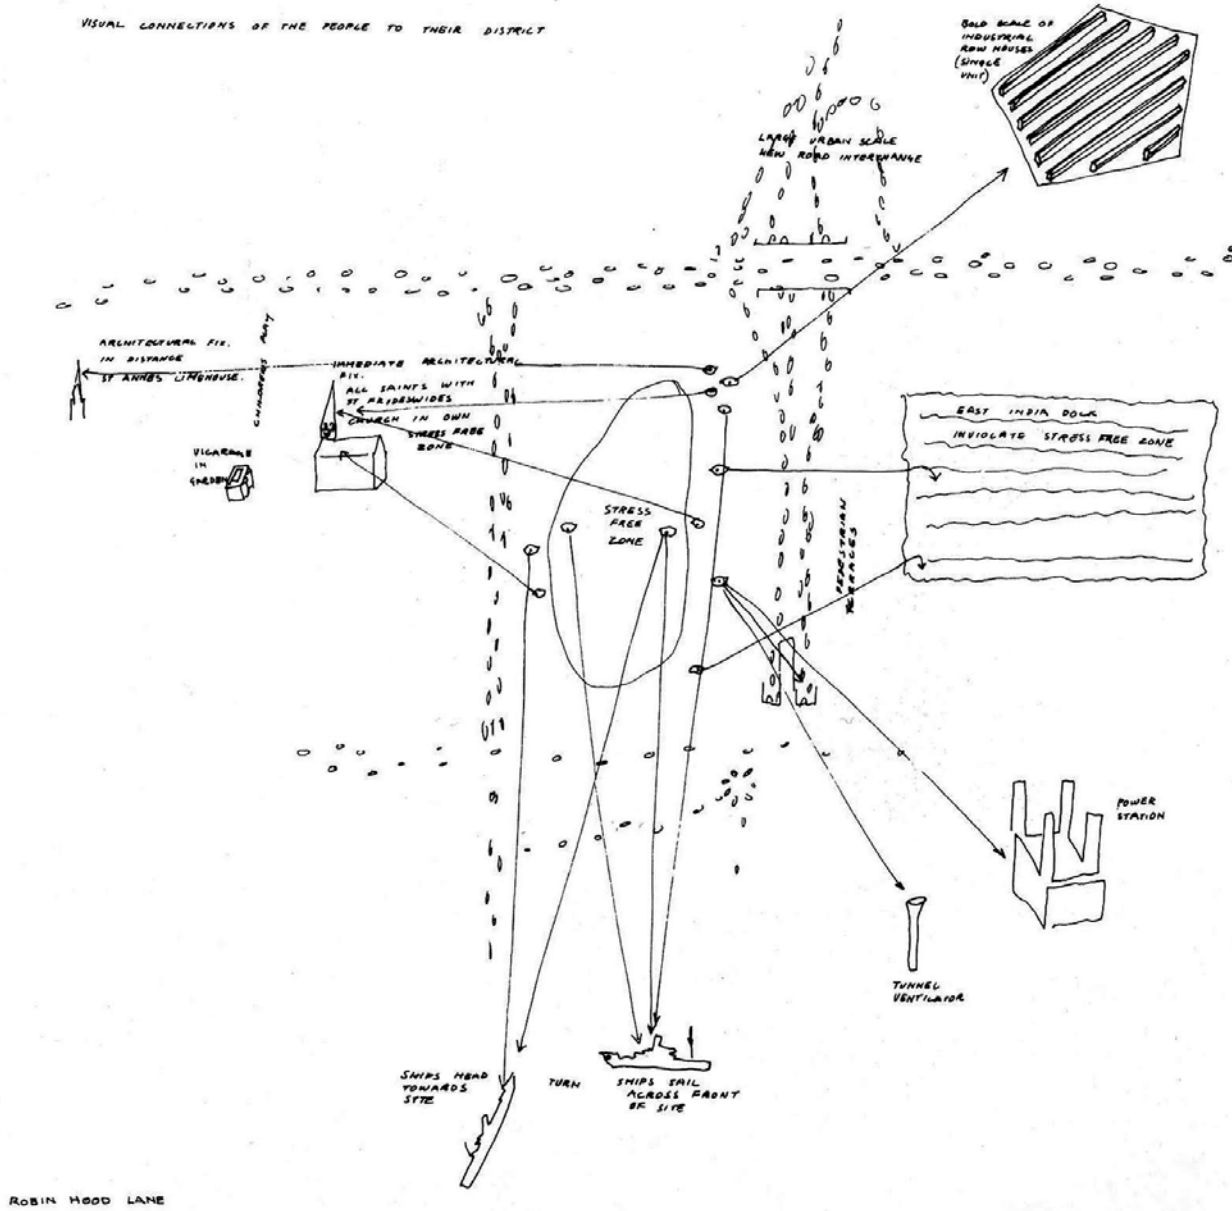 VISUAL CONNECTIONS OF THE PEOPLE TO THEIR DISTRICT
BOLD SCALE OF
INDUSTRIAL
ROW HOUSES
(SINGLE
UNIT)
LARGE URBAN SCALE
NEW ROAD INTERCHANGE
ARCHITECTURAL FIX.
IN DISTANCE
ST ANNES LIMEHOUSE.
CHILDRENS PLAY
IMMEDIATE ARCHITECTURAL
FIX.
ALL SAINTS WITH
ST FRIDESWIDES
CHURCH IN OWN
STRESS FREE
ZONE
VICARAGE
IN
GARDEN
STRESS
FREE
ZONE
EAST INDIA DOCK
INVIOLATE STRESS FREE ZONE
PEDESTRIAN
TERRACES
POWER
STATION
TUNNEL
VENTILATOR
SHIPS HEAD
TOWARDS
SITE
TURN
SHIPS SAIL
ACROSS FRONT
OF SITE
ROBIN HOOD LANE